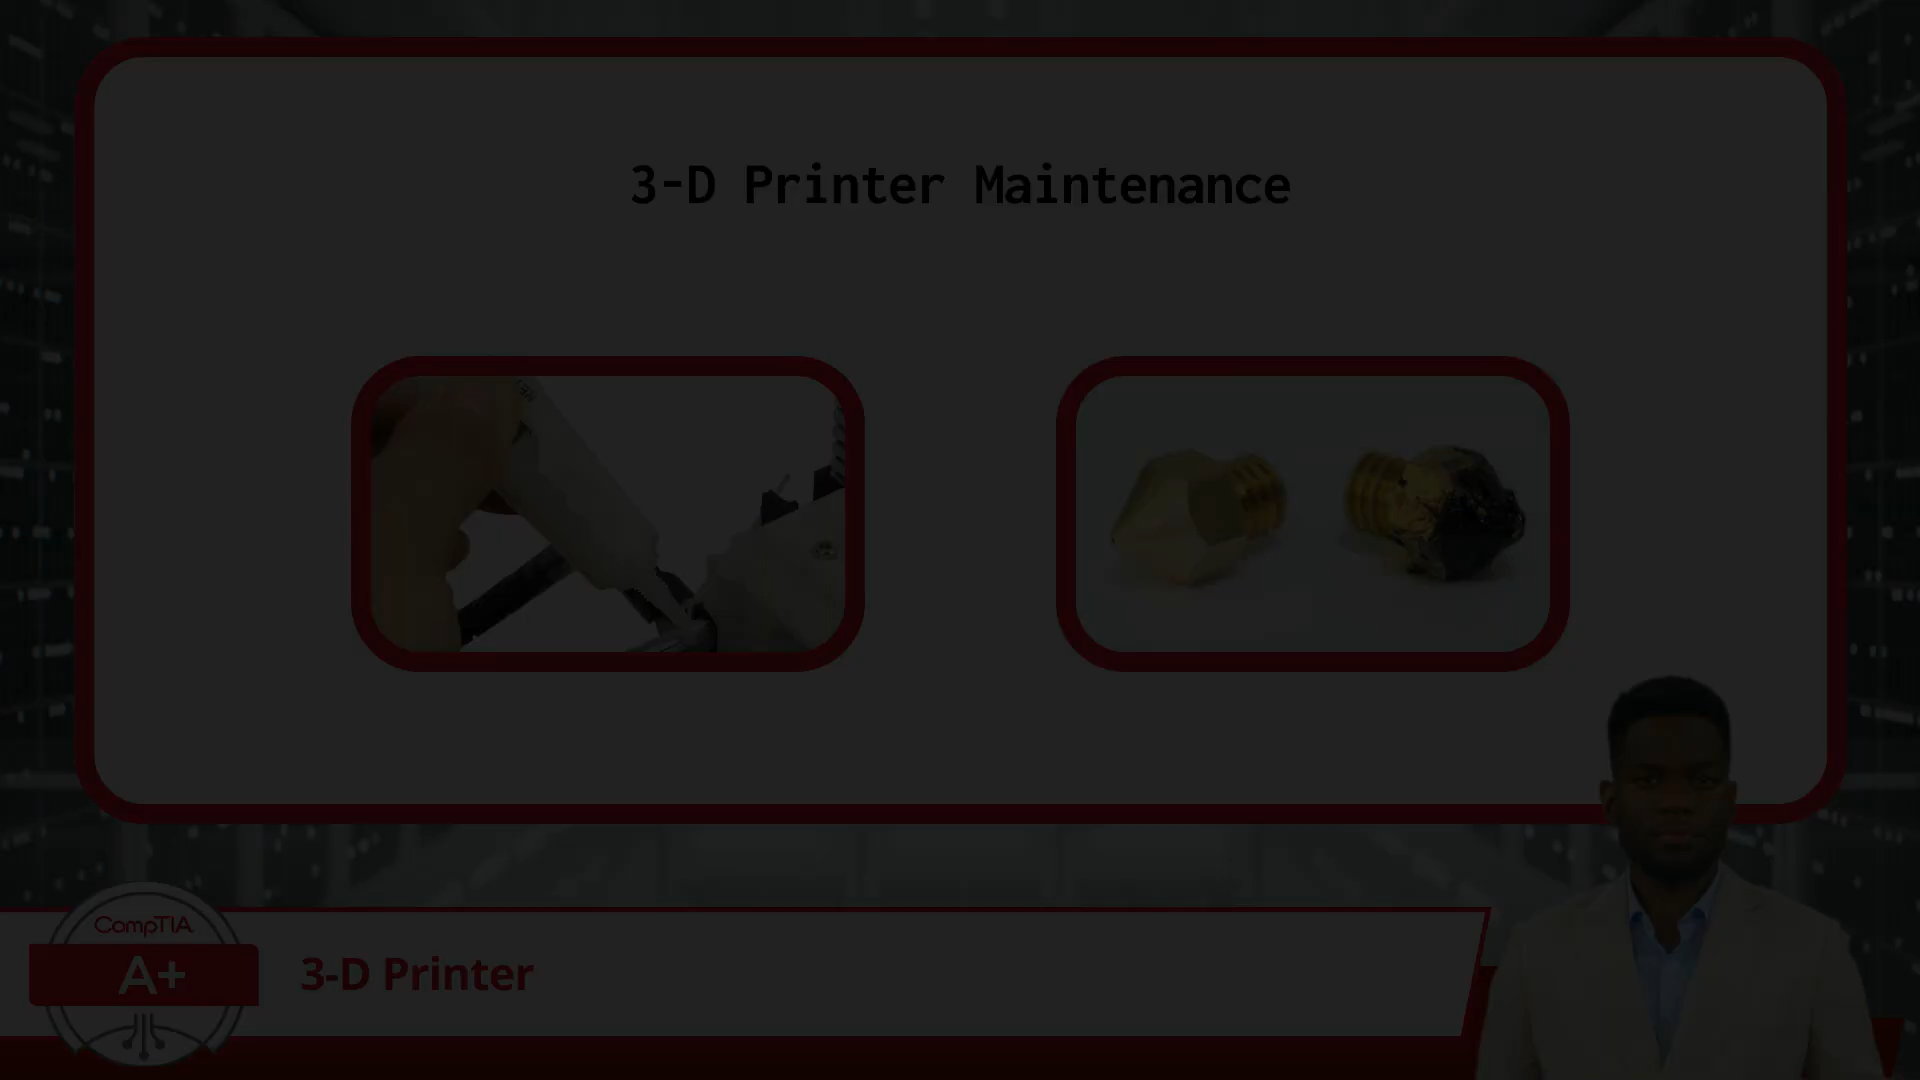 3-D Printer Maintenance
CompTIA
A+
3-D Printer